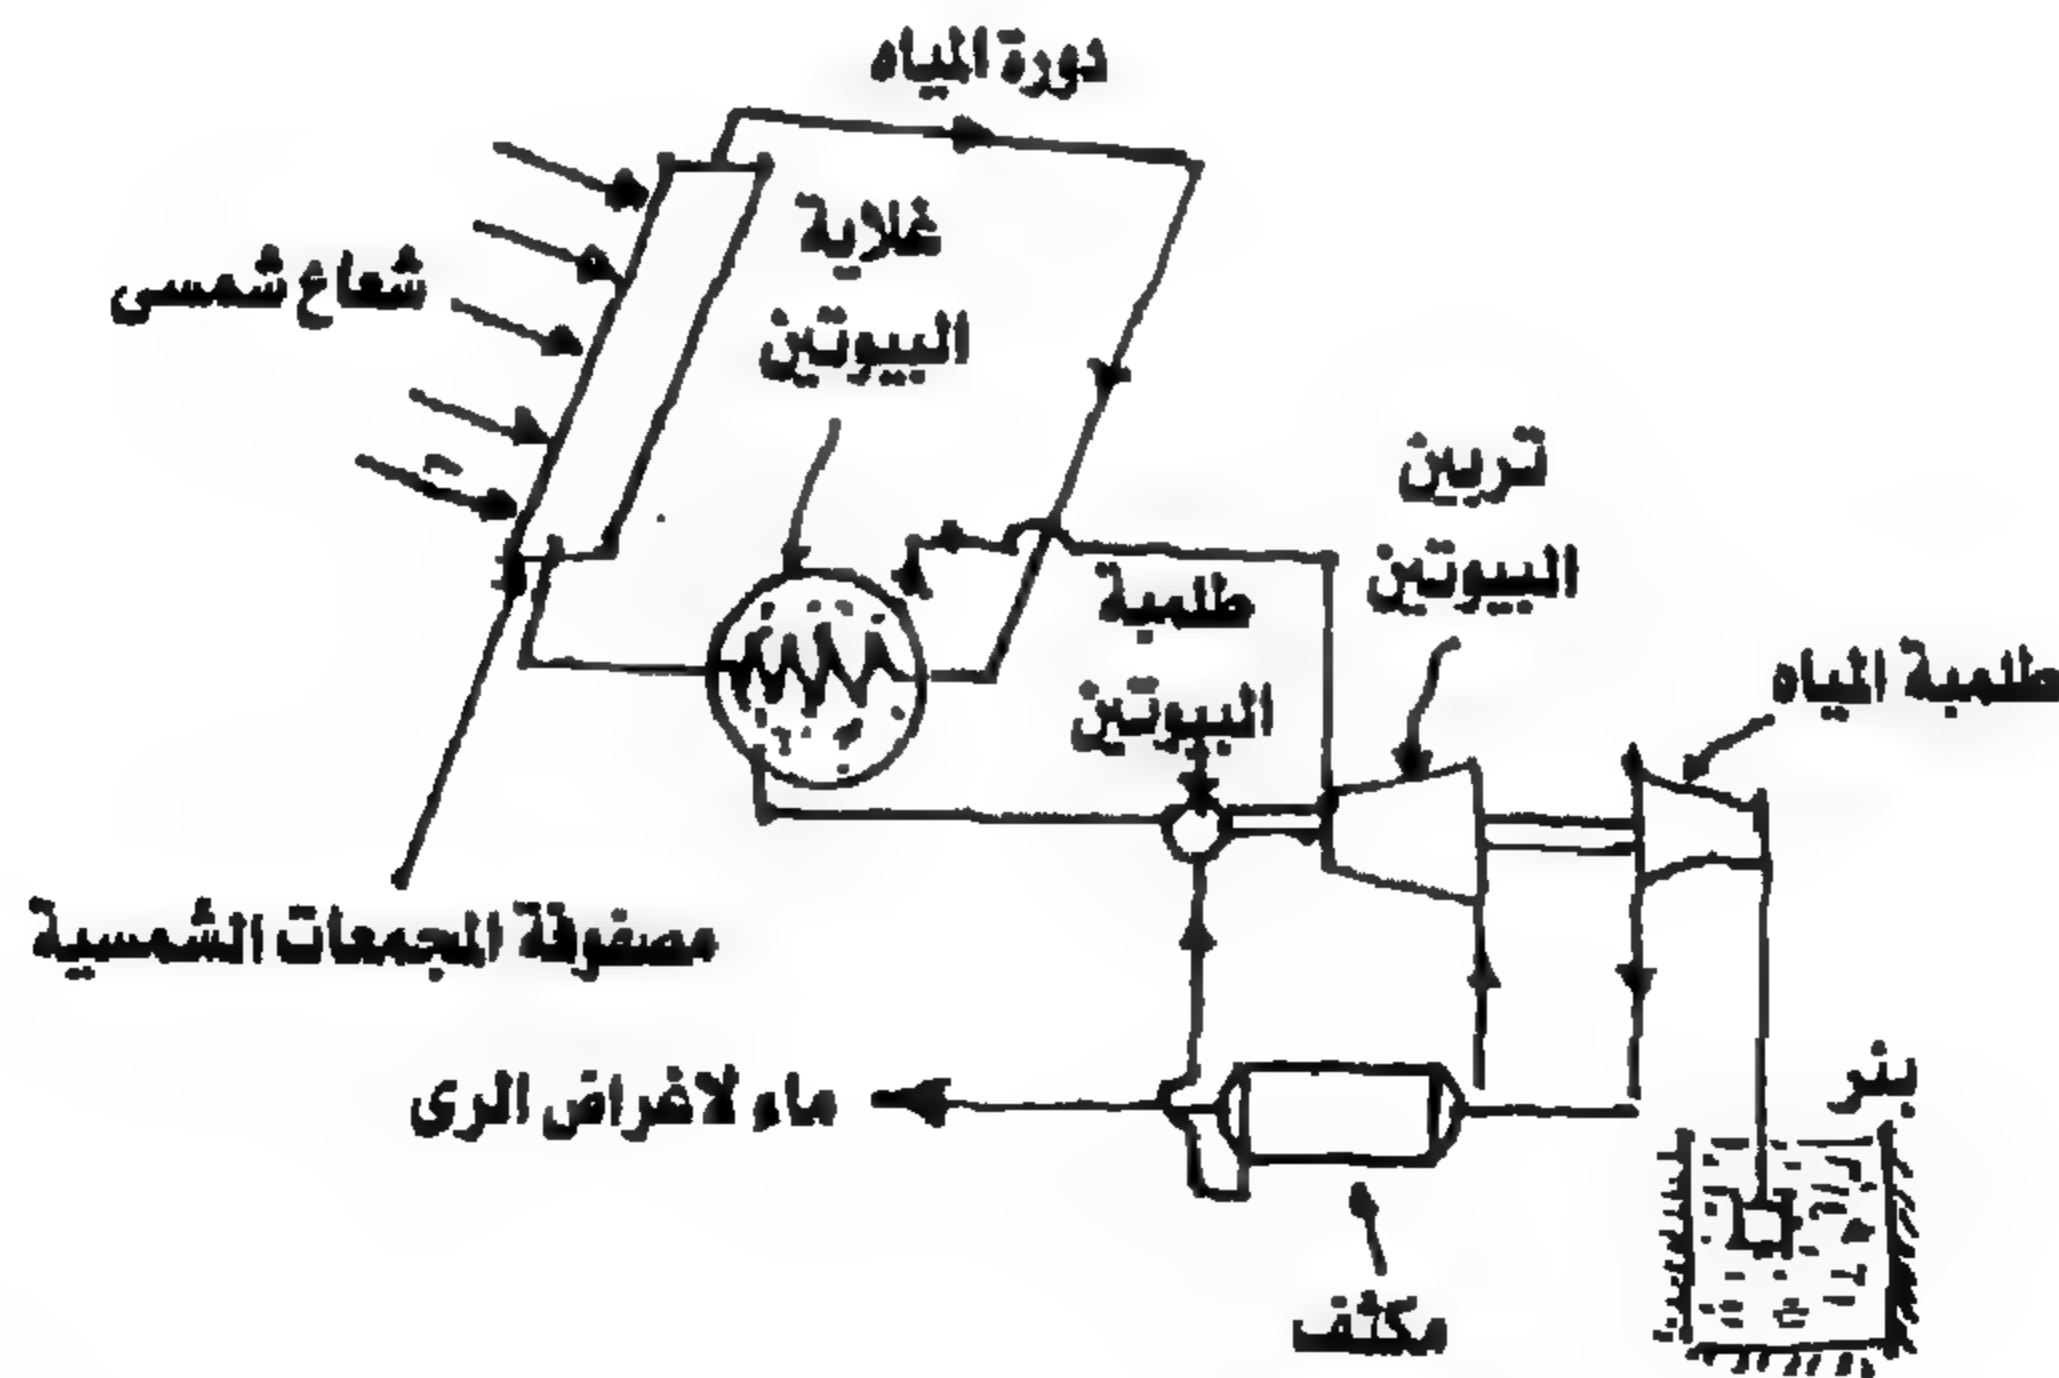 دورة المياه
غلاية
البيوتين
شعاع شمسى
تربين
البيوتين
طلمبة
البيوتين
طلمبة المياه
مصفوفة المجمعات الشمسية
بئر
ماء لاغراض الرى
مكثف